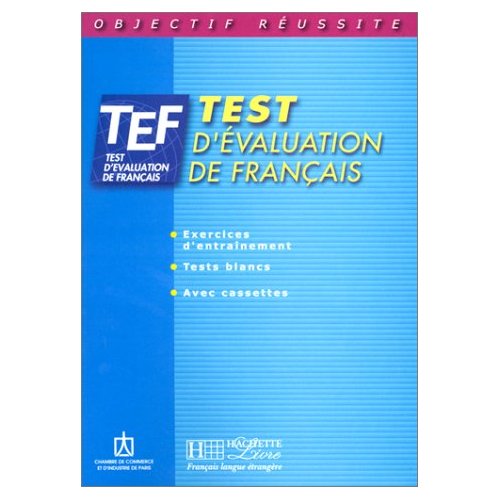 OBJECTIF RÉUSSITE
TEF
TEST
D'ÉVALUATION
DE FRANÇAIS
TEST
D'ÉVALUATION
DE FRANÇAIS
Exercices
d'entraînement
Tests blancs
Avec cassettes
CHAMBRE DE COMMERCE
ET D'INDUSTRIE DE PARIS
HACHETTE
Livre
Français langue étrangère